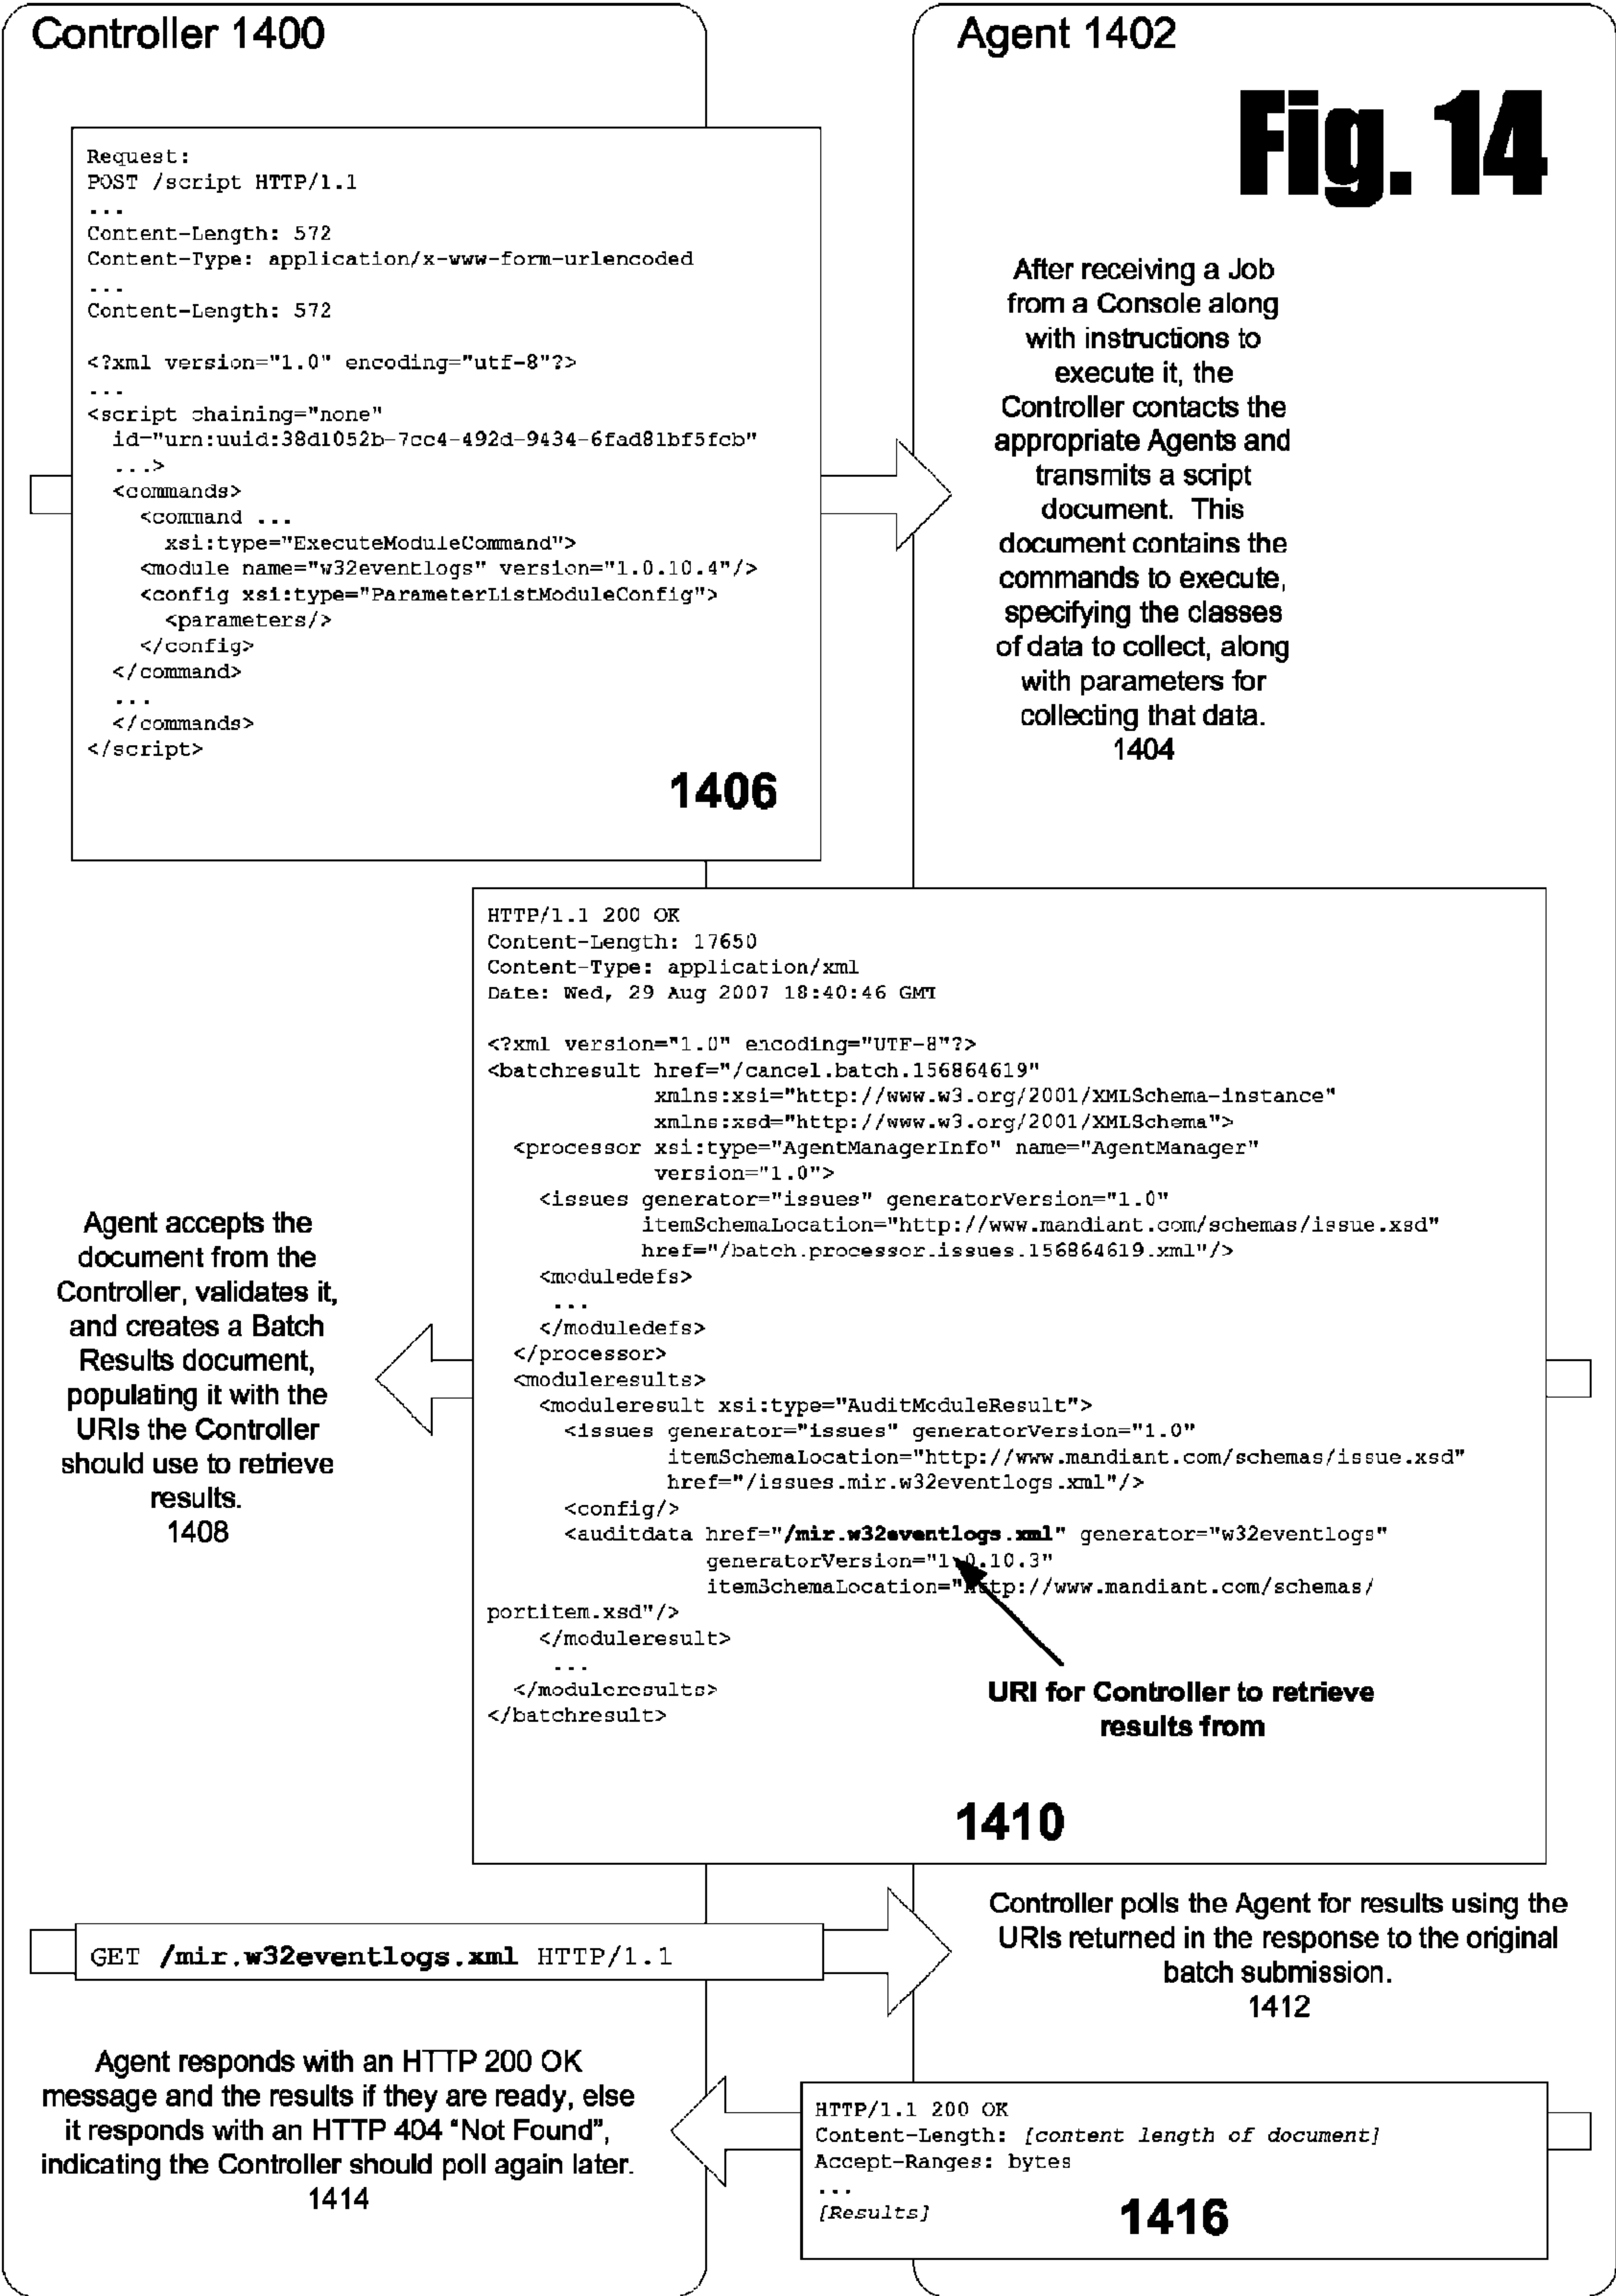 Controller 1400
Agent 1402
Fig. 14
Request:
POST /script HTTP/1.1
...
Content-Length: 572
Content-Type: application/x-www-form-urlencoded
...
Content-Length: 572
<?xml version="1.0" encoding="utf-8"?>
...
<script chaining="none"
id="urn:uuid:38d1052b-7cc4-492d-9434-6fad81bf5fcb"
...>
<commands>
<command ...
xsi:type="ExecuteModuleCommand">
<module name="w32eventlogs" version="1.0.10.4"/>
<config xsi:type="ParameterListModuleConfig">
<parameters/>
</config>
</command>
...
</commands>
</script>
1406
After receiving a Job
from a Console along
with instructions to
execute it, the
Controller contacts the
appropriate Agents and
transmits a script
document. This
document contains the
commands to execute,
specifying the classes
of data to collect, along
with parameters for
collecting that data.
1404
HTTP/1.1 200 OK
Content-Length: 17650
Content-Type: application/xml
Date: Wed, 29 Aug 2007 18:40:46 GMT
<?xml version="1.0" encoding="UTF-8"?>
<batchresult href="/cancel.batch.156864619"
xmlns:xsi="http://www.w3.org/2001/XMLSchema-instance"
xmlns:xsd="http://www.w3.org/2001/XMLSchema">
<processor xsi:type="AgentManagerInfo" name="AgentManager"
version="1.0">
<issues generator="issues" generatorVersion="1.0"
itemSchemaLocation="http://www.mandiant.com/schemas/issue.xsd"
href="/batch.processor.issues.156864619.xml"/>
<moduledefs>
...
</moduledefs>
</processor>
<moduleresults>
<moduleresult xsi:type="AuditModuleResult">
<issues generator="issues" generatorVersion="1.0"
itemSchemaLocation="http://www.mandiant.com/schemas/issue.xsd"
href="/issues.mir.w32eventlogs.xml"/>
<config/>
<auditdata href="/mir.w32eventlogs.xml" generator="w32eventlogs"
generatorVersion="1.0.10.3"
itemSchemaLocation="http://www.mandiant.com/schemas/
portitem.xsd"/>
</moduleresult>
...
</moduleresults>
</batchresult>
URI for Controller to retrieve
results from
1410
Agent accepts the
document from the
Controller, validates it,
and creates a Batch
Results document,
populating it with the
URIs the Controller
should use to retrieve
results.
1408
GET /mir.w32eventlogs.xml HTTP/1.1
Controller polls the Agent for results using the
URIs returned in the response to the original
batch submission.
1412
Agent responds with an HTTP 200 OK
message and the results if they are ready, else
it responds with an HTTP 404 “Not Found”,
indicating the Controller should poll again later.
1414
HTTP/1.1 200 OK
Content-Length: [content length of document]
Accept-Ranges: bytes
...
[Results]
1416